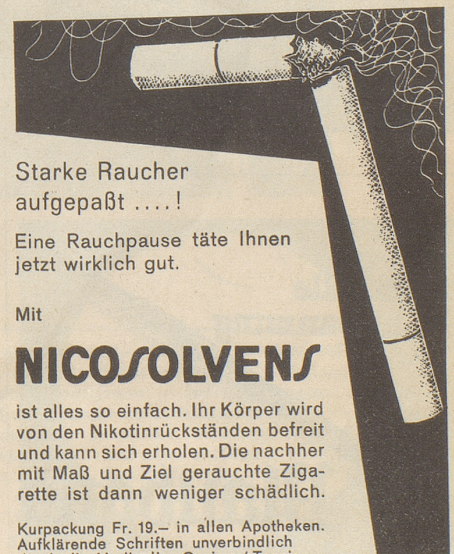 Starke Raucher
aufgepaßt ....!
Eine Rauchpause täte Ihnen
jetzt wirklich gut.
Mit
NICOSOLVENS
ist alles so einfach. Ihr Körper wird
von den Nikotinrückständen befreit
und kann sich erholen. Die nachher
mit Maß und Ziel gerauchte Ziga-
rette ist dann weniger schädlich.
Kurpackung Fr. 19.– in allen Apotheken.
Aufklärende Schriften unverbindlich